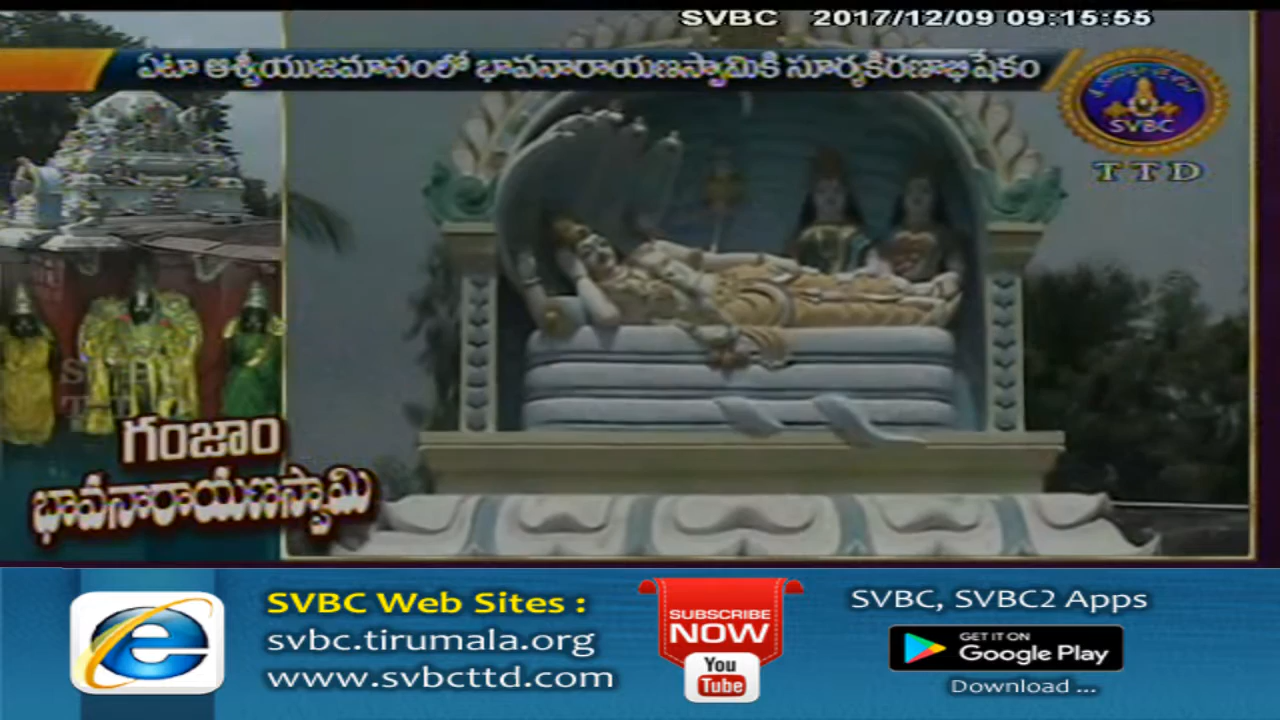 SVBC 2017/12/09 09:15:55
ఏటా ఆశ్వీయుజమాసంలో భావనారాయణస్వామికి సూర్యకిరణాభిషేకం
SVBC
TTD
గంజాం
భావనారాయణస్వామి
SVBC Web Sites :
svbc.tirumala.org
www.svbcttd.com
SUBSCRIBE
NOW
You
Tube
SVBC, SVBC2 Apps
GET IT ON
Google Play
Download ...